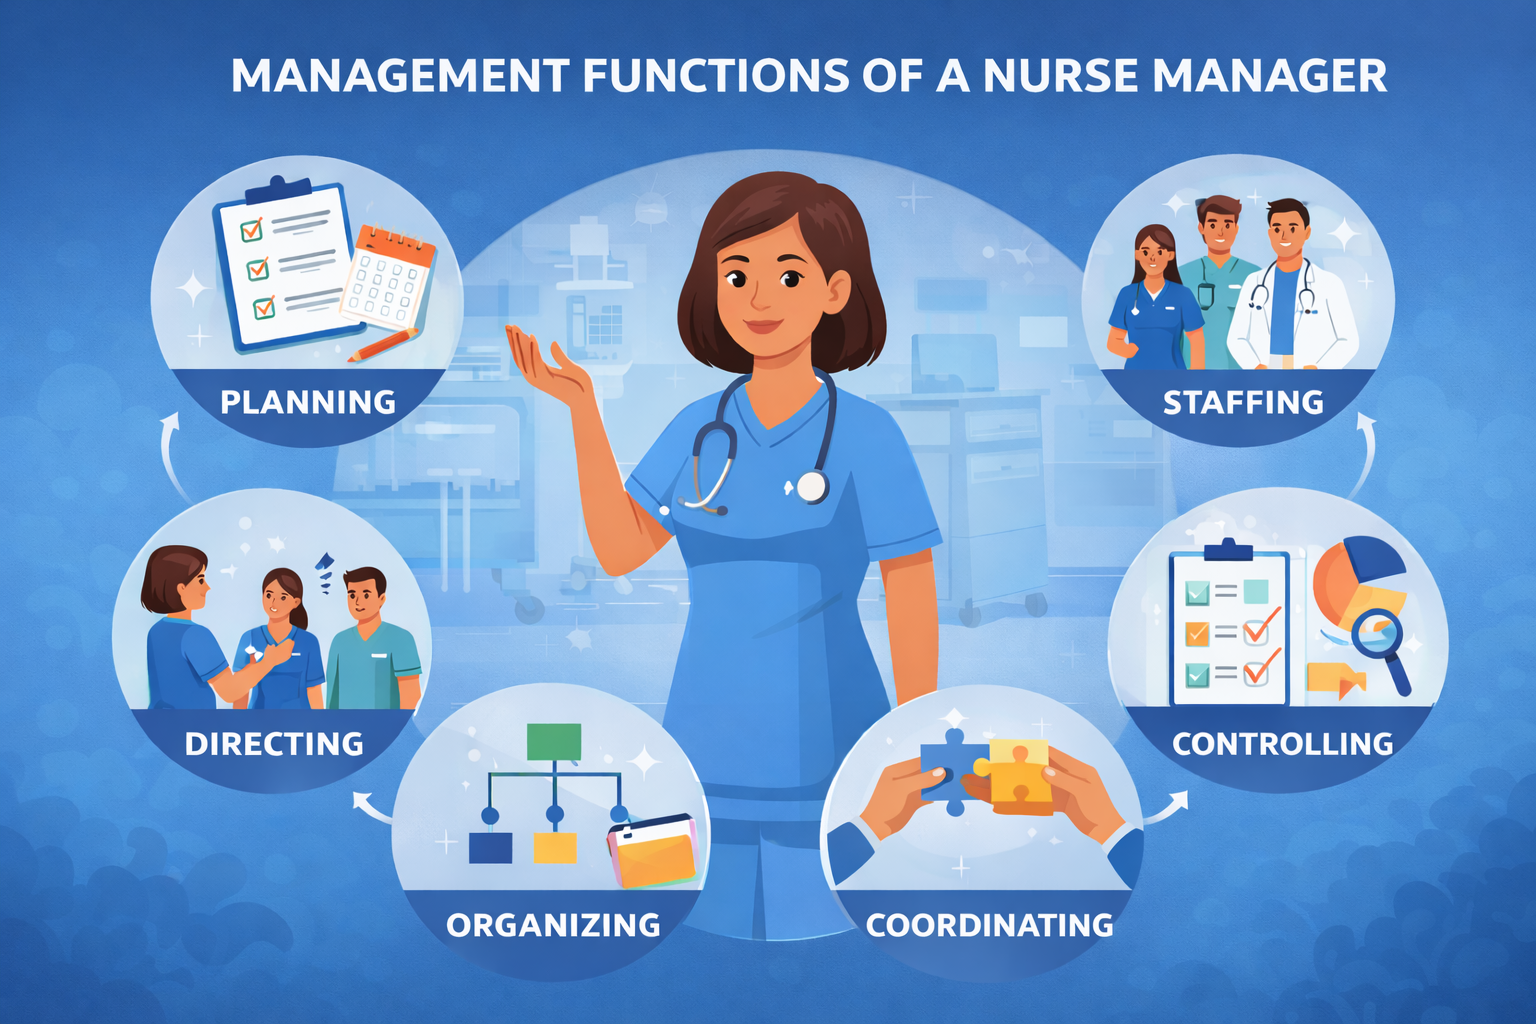 MANAGEMENT FUNCTIONS OF A NURSE MANAGER
PLANNING
STAFFING
DIRECTING
CONTROLLING
ORGANIZING
COORDINATING